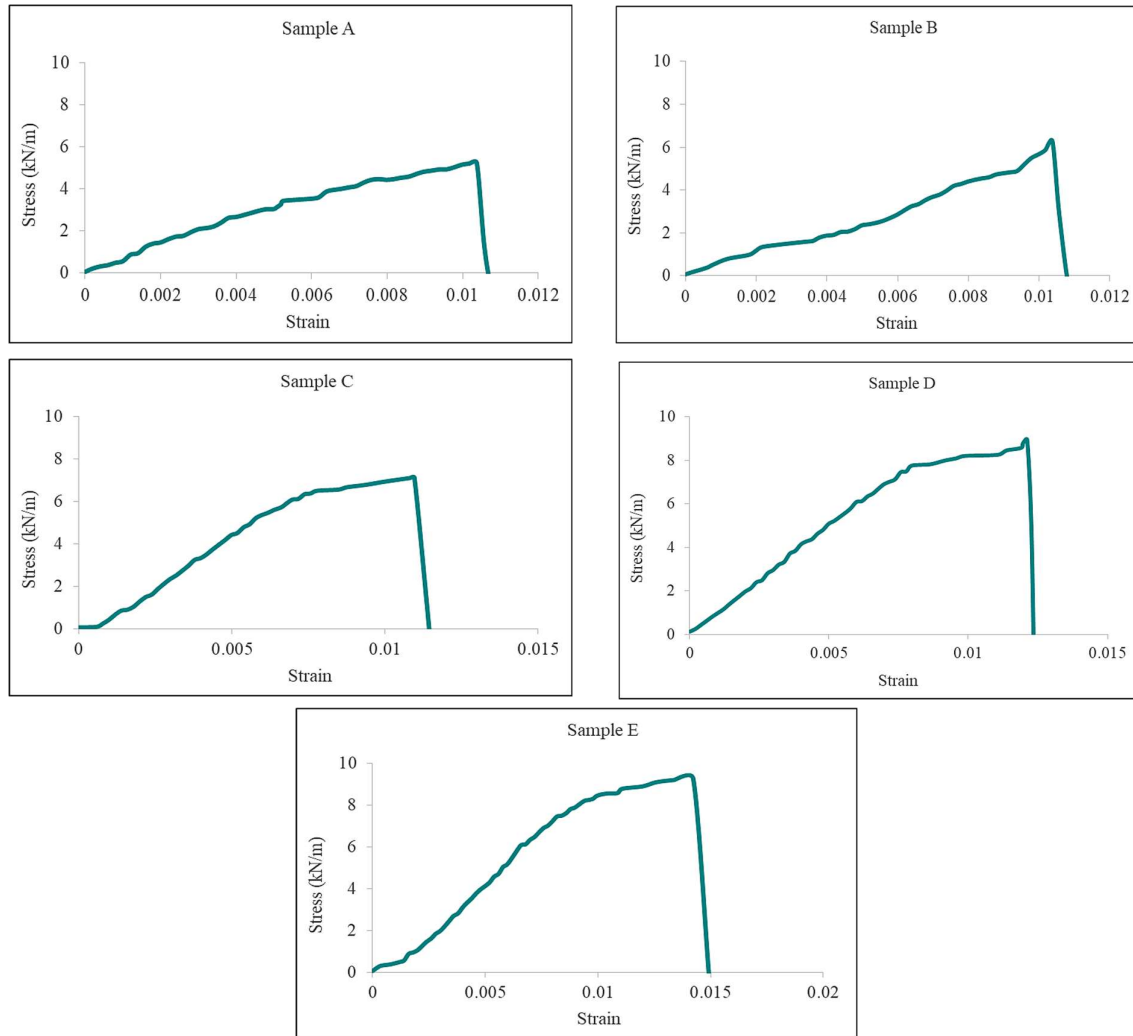 Sample A
10
8
6
4
2
0
Stress (kN/m)
0 0.002 0.004 0.006 0.008 0.01 0.012
Strain
Sample B
10
8
6
4
2
0
Stress (kN/m)
0 0.002 0.004 0.006 0.008 0.01 0.012
Strain
Sample C
10
8
6
4
2
0
Stress (kN/m)
0 0.005 0.01 0.015
Strain
Sample D
10
8
6
4
2
0
Stress (kN/m)
0 0.005 0.01 0.015
Strain
Sample E
10
8
6
4
2
0
Stress (kN/m)
0 0.005 0.01 0.015 0.02
Strain